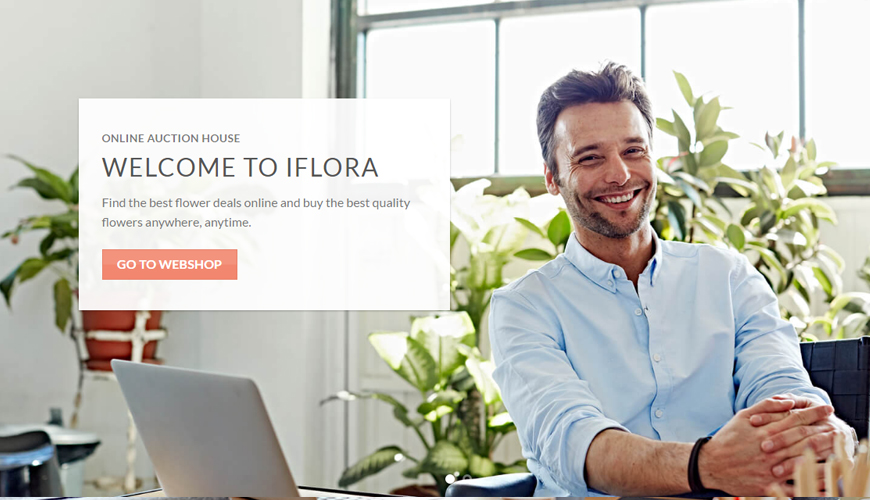 ONLINE AUCTION HOUSE
WELCOME TO IFLORA
Find the best flower deals online and buy the best quality
flowers anywhere, anytime.
GO TO WEBSHOP